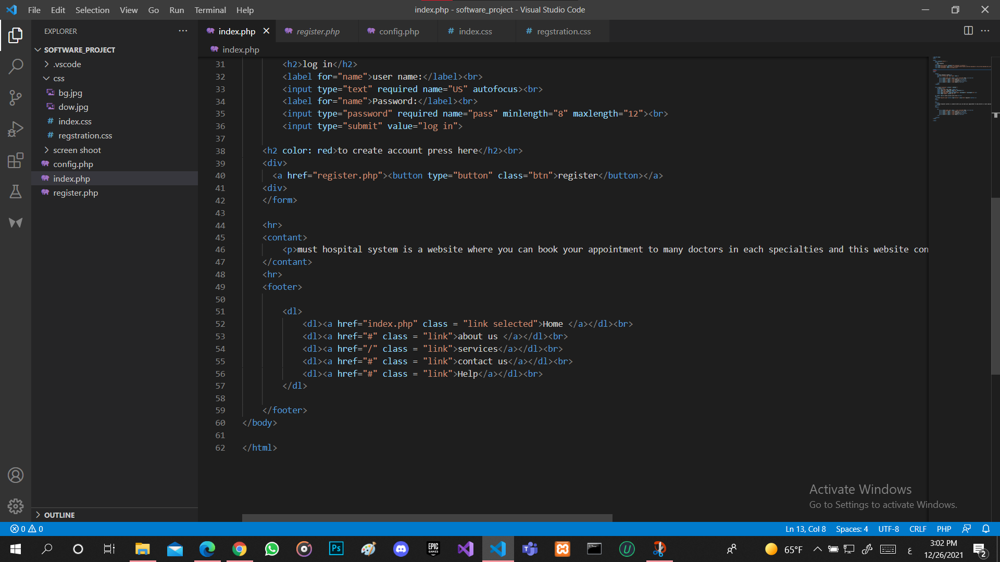 File Edit Selection View Go Run Terminal Help
index.php - software_project - Visual Studio Code
EXPLORER
index.php
register.php
config.php
# index.css
# regstration.css
SOFTWARE_PROJECT
.vscode
css
bg.jpg
dow.jpg
# index.css
# regstration.css
screen shoot
config.php
index.php
register.php
OUTLINE
index.php
31 <h2>log in</h2>
32 <label for="name">user name:</label><br>
33 <input type="text" required name="US" autofocus><br>
34 <label for="name">Password:</label><br>
35 <input type="password" required name="pass" minlength="8" maxlength="12"><br>
36 <input type="submit" value="log in">
37
38 <h2 color: red>to create account press here</h2><br>
39 <div>
40 <a href="register.php"><button type="button" class="btn">register</button></a>
41 <div>
42 </form>
43
44 <hr>
45 <contant>
46 <p>must hospital system is a website where you can book your appointment to many doctors in each specialties and this website con
47 </contant>
48 <hr>
49 <footer>
50
51 <dl>
52 <dl><a href="index.php" class = "link selected">Home </a></dl><br>
53 <dl><a href="#" class = "link">about us </a></dl><br>
54 <dl><a href="/" class = "link">services</a></dl><br>
55 <dl><a href="#" class = "link">contact us</a></dl><br>
56 <dl><a href="#" class = "link">Help</a></dl><br>
57 </dl>
58
59 </footer>
60 </body>
61
62 </html>
Activate Windows
Go to Settings to activate Windows.
0 0
Ln 13, Col 8 Spaces: 4 UTF-8 CRLF PHP
Ps
EPIC GAMES
65°F
ع
3:02 PM
12/26/2021
2